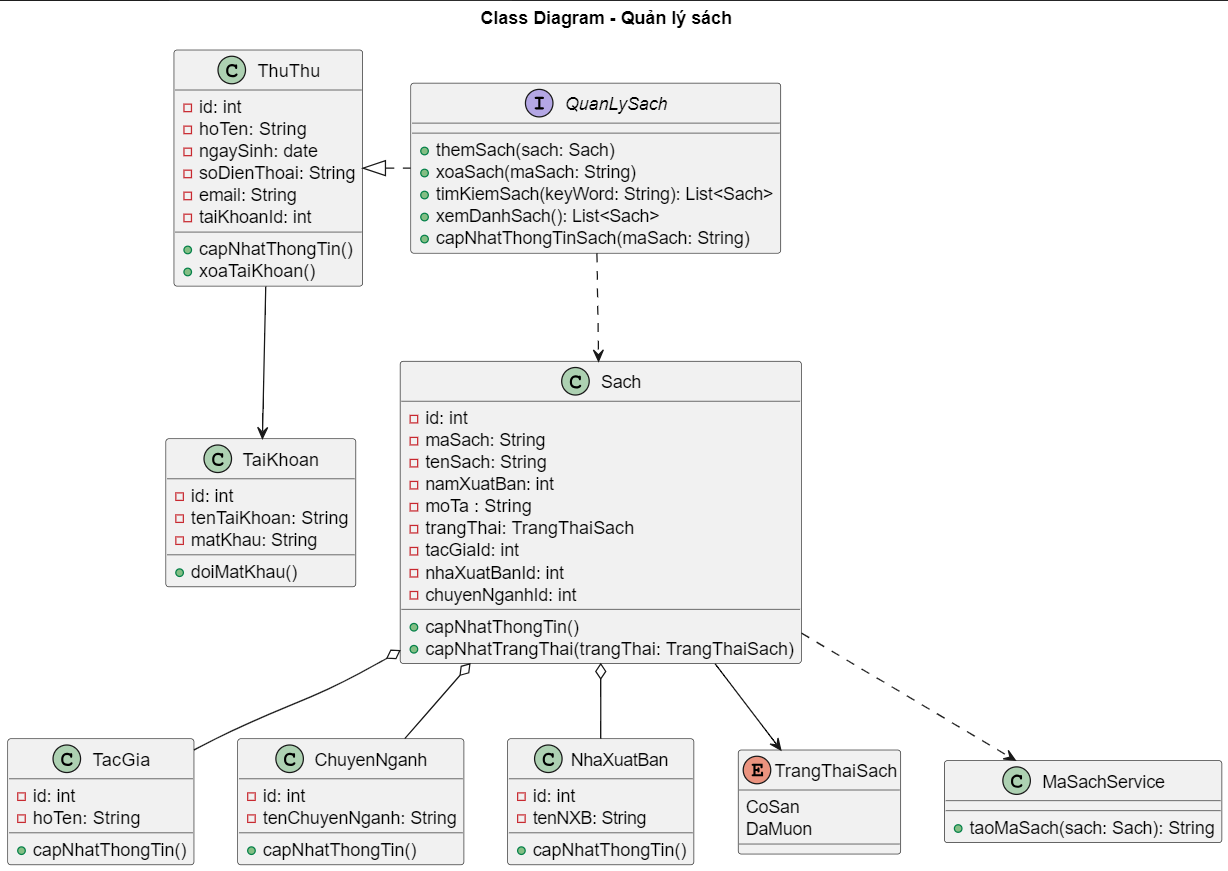 Class Diagram - Quản lý sách
C ThuThu
id: int
hoTen: String
ngaySinh: date
soDienThoai: String
email: String
taiKhoanId: int
capNhatThongTin()
xoaTaiKhoan()
I QuanLySach
themSach(sach: Sach)
xoaSach(maSach: String)
timKiemSach(keyWord: String): List<Sach>
xemDanhSach(): List<Sach>
capNhatThongTinSach(maSach: String)
C Sach
id: int
maSach: String
tenSach: String
namXuatBan: int
moTa : String
trangThai: TrangThaiSach
tacGiaId: int
nhaXuatBanId: int
chuyenNganhId: int
capNhatThongTin()
capNhatTrangThai(trangThai: TrangThaiSach)
C TaiKhoan
id: int
tenTaiKhoan: String
matKhau: String
doiMatKhau()
C TacGia
id: int
hoTen: String
capNhatThongTin()
C ChuyenNganh
id: int
tenChuyenNganh: String
capNhatThongTin()
C NhaXuatBan
id: int
tenNXB: String
capNhatThongTin()
E TrangThaiSach
CoSan
DaMuon
C MaSachService
taoMaSach(sach: Sach): String